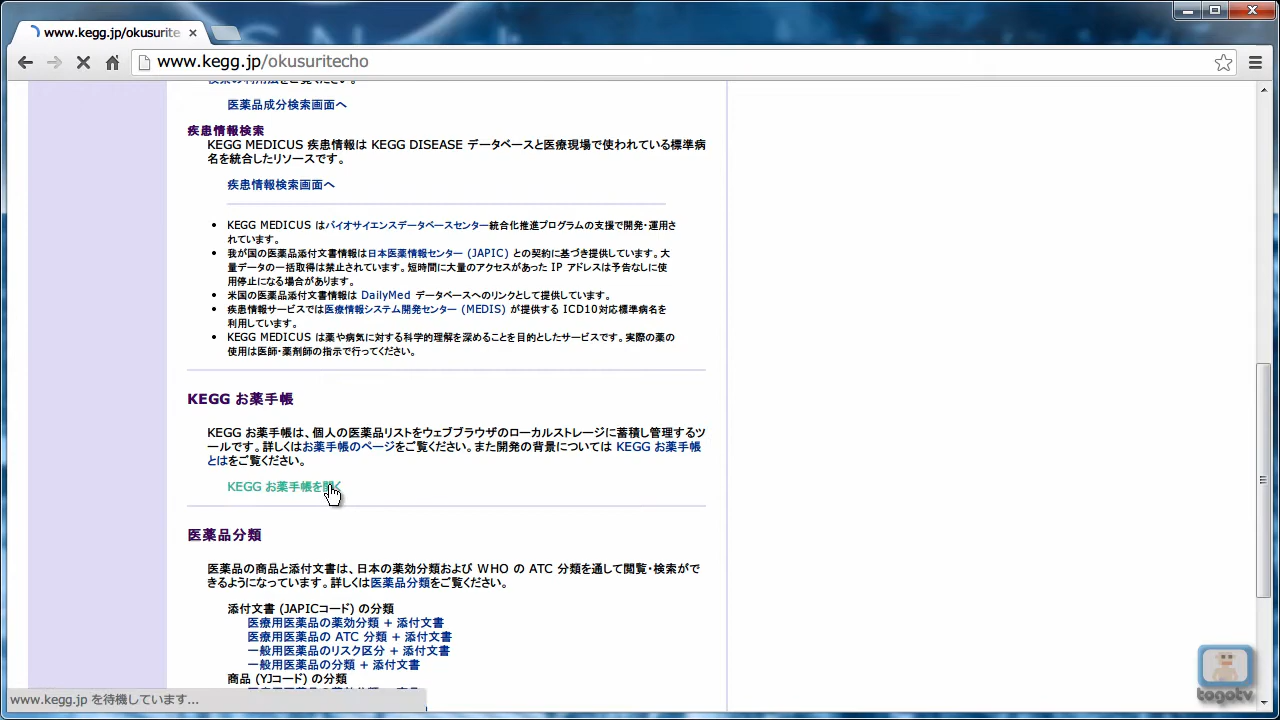 www.kegg.jp/okusurite
www.kegg.jp/okusuritecho
検索の利用法をご覧ください。
医薬品成分検索画面へ
疾患情報検索
KEGG MEDICUS 疾患情報は KEGG DISEASE データベースと医療現場で使われている標準病
名を統合したリソースです。
疾患情報検索画面へ
• KEGG MEDICUS はバイオサイエンスデータベースセンター統合化推進プログラムの支援で開発・運用さ
れています。
• 我が国の医薬品添付文書情報は日本医薬情報センター (JAPIC) との契約に基づき提供しています。大
量データの一括取得は禁止されています。短時間に大量のアクセスがあった IP アドレスは予告なしに使
用停止になる場合があります。
• 米国の医薬品添付文書情報は DailyMed データベースへのリンクとして提供しています。
• 疾患情報サービスでは医療情報システム開発センター (MEDIS) が提供する ICD10対応標準病名を
利用しています。
• KEGG MEDICUS は薬や病気に対する科学的理解を深めることを目的としたサービスです。実際の薬の
使用は医師・薬剤師の指示で行ってください。
KEGG お薬手帳
KEGG お薬手帳は、個人の医薬品リストをウェブブラウザのローカルストレージに蓄積し管理するツ
ールです。詳しくはお薬手帳のページをご覧ください。また開発の背景については KEGG お薬手帳
とはをご覧ください。
KEGG お薬手帳を開く
医薬品分類
医薬品の商品と添付文書は、日本の薬効分類および WHO の ATC 分類を通して閲覧・検索がで
きるようになっています。詳しくは医薬品分類をご覧ください。
添付文書 (JAPICコード) の分類
医療用医薬品の薬効分類 + 添付文書
医療用医薬品の ATC 分類 + 添付文書
一般用医薬品のリスク区分 + 添付文書
一般用医薬品の分類 + 添付文書
商品 (YJコード) の分類
www.kegg.jp を待機しています...
togotv